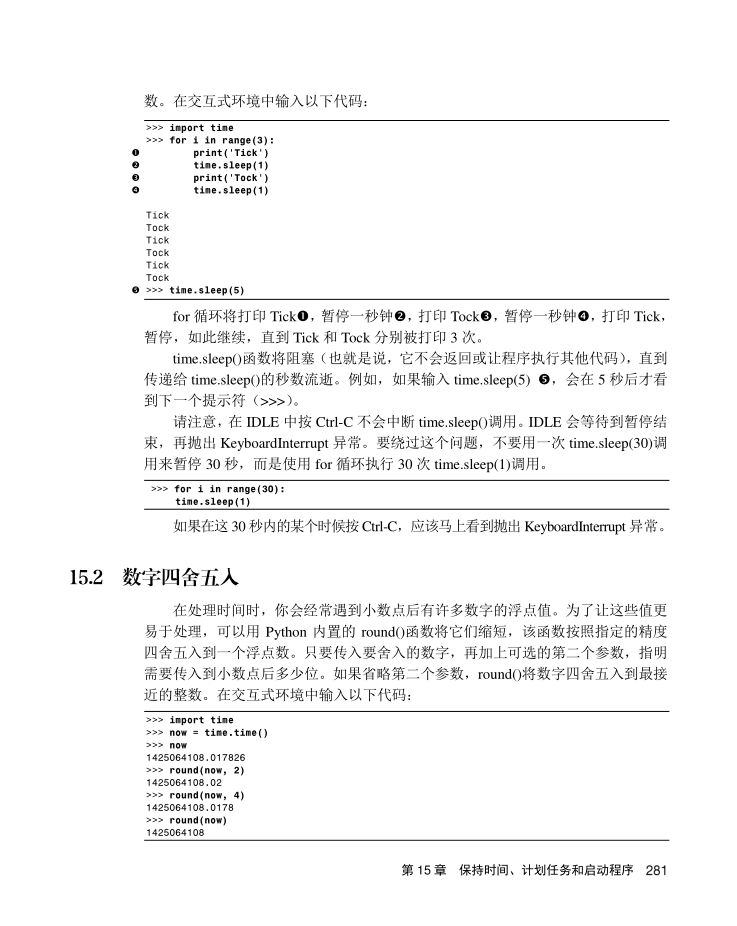 数。在交互式环境中输入以下代码：
>>> import time
>>> for i in range(3):
❶ print('Tick')
❷ time.sleep(1)
❸ print('Tock')
❹ time.sleep(1)
Tick
Tock
Tick
Tock
Tick
Tock
❺ >>> time.sleep(5)
for 循环将打印 Tick❶，暂停一秒钟❷，打印 Tock❸，暂停一秒钟❹，打印 Tick，
暂停，如此继续，直到 Tick 和 Tock 分别被打印 3 次。
time.sleep()函数将阻塞（也就是说，它不会返回或让程序执行其他代码），直到
传递给 time.sleep()的秒数流逝。例如，如果输入 time.sleep(5) ❺，会在 5 秒后才看
到下一个提示符（>>>）。
请注意，在 IDLE 中按 Ctrl-C 不会中断 time.sleep()调用。IDLE 会等待到暂停结
束，再抛出 KeyboardInterrupt 异常。要绕过这个问题，不要用一次 time.sleep(30)调
用来暂停 30 秒，而是使用 for 循环执行 30 次 time.sleep(1)调用。
>>> for i in range(30):
time.sleep(1)
如果在这 30 秒内的某个时候按 Ctrl-C，应该马上看到抛出 KeyboardInterrupt 异常。
15.2 数字四舍五入
在处理时间时，你会经常遇到小数点后有许多数字的浮点值。为了让这些值更
易于处理，可以用 Python 内置的 round()函数将它们缩短，该函数按照指定的精度
四舍五入到一个浮点数。只要传入要舍入的数字，再加上可选的第二个参数，指明
需要传入到小数点后多少位。如果省略第二个参数，round()将数字四舍五入到最接
近的整数。在交互式环境中输入以下代码：
>>> import time
>>> now = time.time()
>>> now
1425064108.017826
>>> round(now, 2)
1425064108.02
>>> round(now, 4)
1425064108.0178
>>> round(now)
1425064108
第 15 章 保持时间、计划任务和启动程序 281